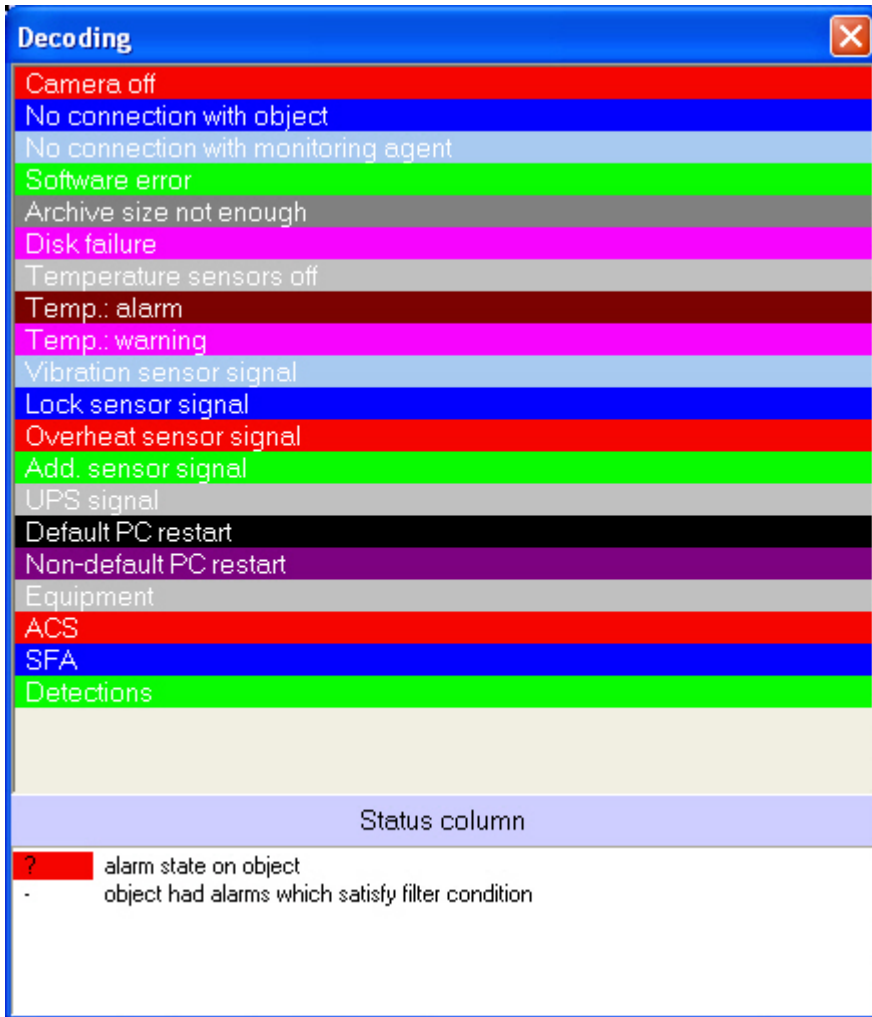 Decoding
Camera off
No connection with object
No connection with monitoring agent
Software error
Archive size not enough
Disk failure
Temperature sensors off
Temp.: alarm
Temp.: warning
Vibration sensor signal
Lock sensor signal
Overheat sensor signal
Add. sensor signal
UPS signal
Default PC restart
Non-default PC restart
Equipment
ACS
SFA
Detections
Status column
? alarm state on object
- object had alarms which satisfy filter condition